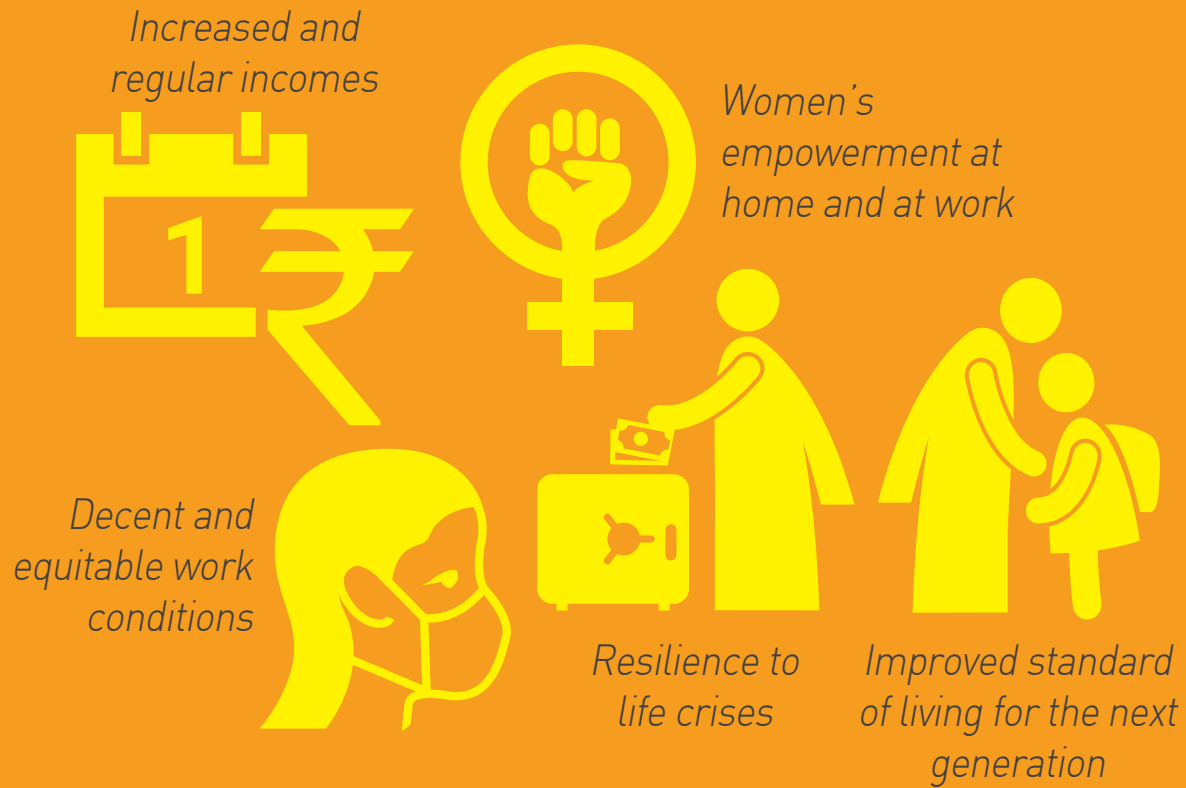 Increased and
regular incomes
Women's
empowerment at
home and at work
1
₹
Decent and
equitable work
conditions
Resilience to
life crises
Improved standard
of living for the next
generation